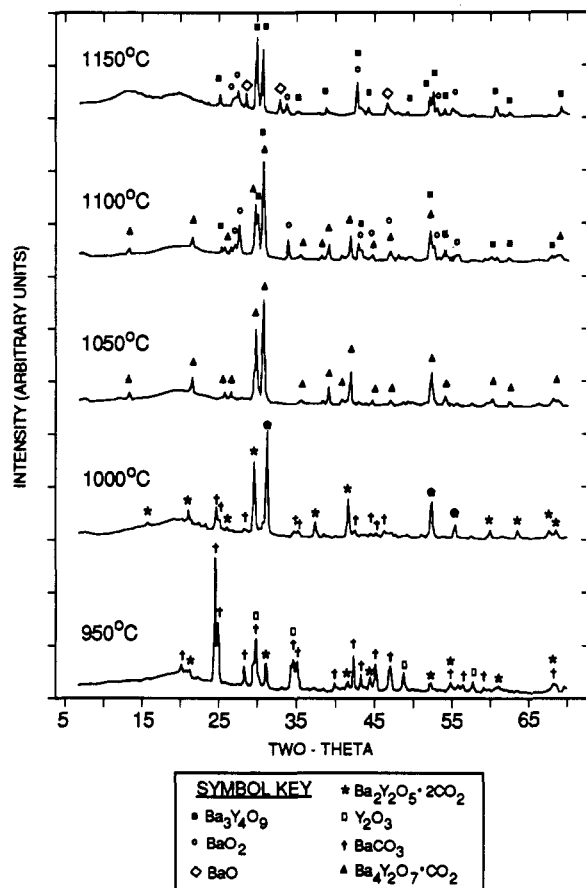 1150°C
1100°C
1050°C
1000°C
950°C
INTENSITY (ARBITRARY UNITS)
5 15 25 35 45 55 65
TWO - THETA
SYMBOL KEY
▪ Ba₃Y₄O₉
○ BaO₂
◇ BaO
★ Ba₂Y₂O₅·2CO₂
▯ Y₂O₃
† BaCO₃
▲ Ba₄Y₂O₇·CO₂